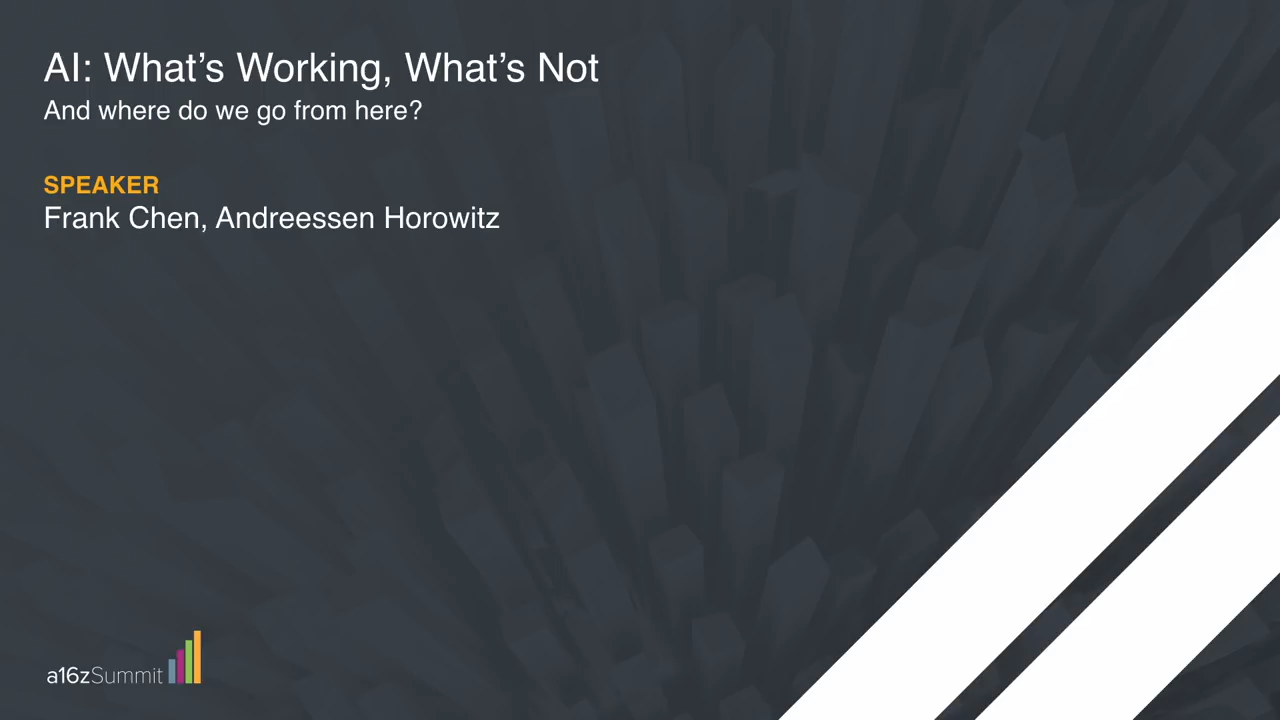 AI: What's Working, What's Not
And where do we go from here?
SPEAKER
Frank Chen, Andreessen Horowitz
a16zSummit